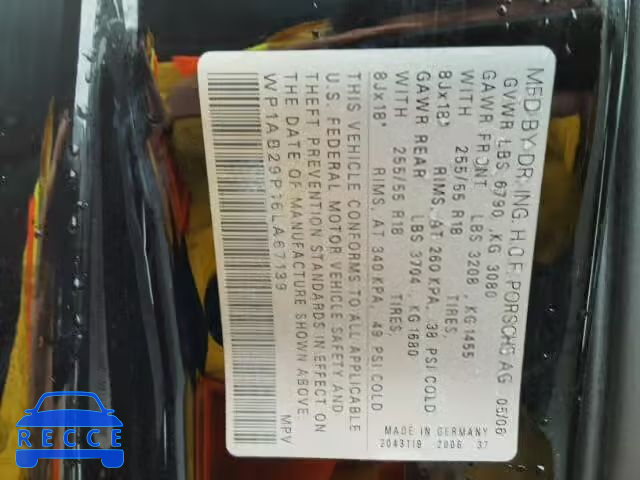 MFD BY DR. ING. H.C.F. PORSCHE AG 05/06
GVWR LBS 6790 , KG 3080
GAWR FRONT LBS 3208 , KG 1455
WITH 255/55 R18 TIRES,
8Jx18" RIMS, AT 260 KPA, 38 PSI COLD
GAWR REAR LBS 3704 , KG 1680
WITH 255/55 R18 TIRES,
8Jx18" RIMS, AT 340 KPA, 49 PSI COLD
THIS VEHICLE CONFORMS TO ALL APPLICABLE
U.S. FEDERAL MOTOR VEHICLE SAFETY AND
THEFT PREVENTION STANDARDS IN EFFECT ON
THE DATE OF MANUFACTURE SHOWN ABOVE.
WP1AB29P16LA67139 MPV
MADE IN GERMANY
2043119 2006 37
RECCE